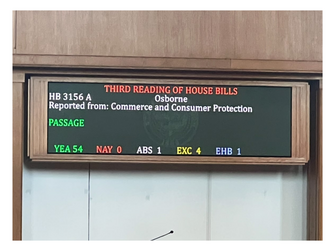 THIRD READING OF HOUSE BILLS
HB 3156 A Osborne
Reported from: Commerce and Consumer Protection
PASSAGE
YEA 54 NAY 0 ABS 1 EXC 4 EHB 1